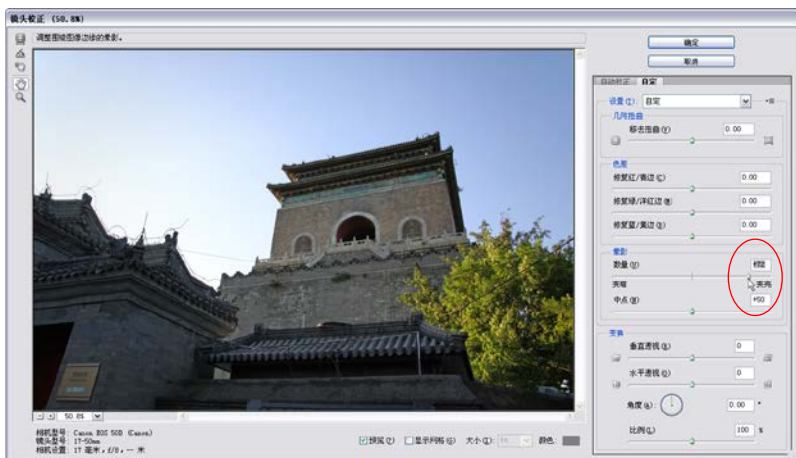 镜头校正 (50.8%)
调整围绕图像边缘的晕影。
确定
取消
自动校正 自定
设置(I): 自定
几何扭曲
移去扭曲(V) 0.00
色差
修复红/青边(C) 0.00
修复绿/洋红边(M) 0.00
修复蓝/黄边(B) 0.00
晕影
数量(U)
变暗 变亮
中点(M) +50
变换
垂直透视(R) 0
水平透视(O) 0
角度(A): 0.00 °
比例(L) 100 %
50.8%
相机型号: Canon EOS 50D (Canon)
镜头型号: 17-50mm
相机设置: 17 毫米, f/8, -- 米
预览(P) 显示网格(G) 大小(Z): 颜色: